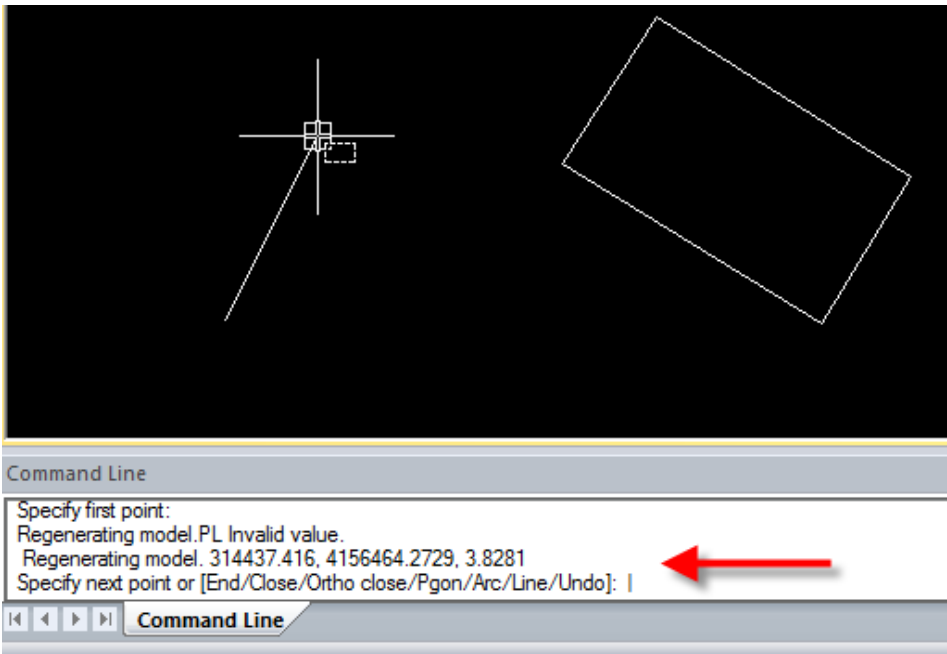 Command Line
Specify first point:
Regenerating model.PL Invalid value.
Regenerating model. 314437.416, 4156464.2729, 3.8281
Specify next point or [End/Close/Ortho close/Pgon/Arc/Line/Undo]:
Command Line